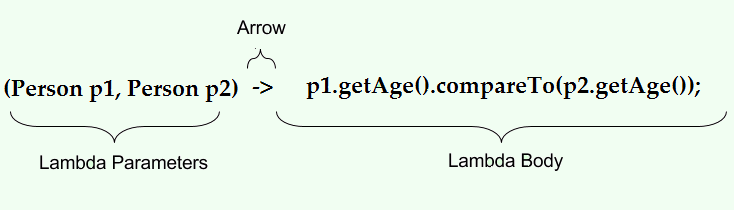 Arrow
(Person p1, Person p2) -> p1.getAge().compareTo(p2.getAge());
Lambda Parameters
Lambda Body